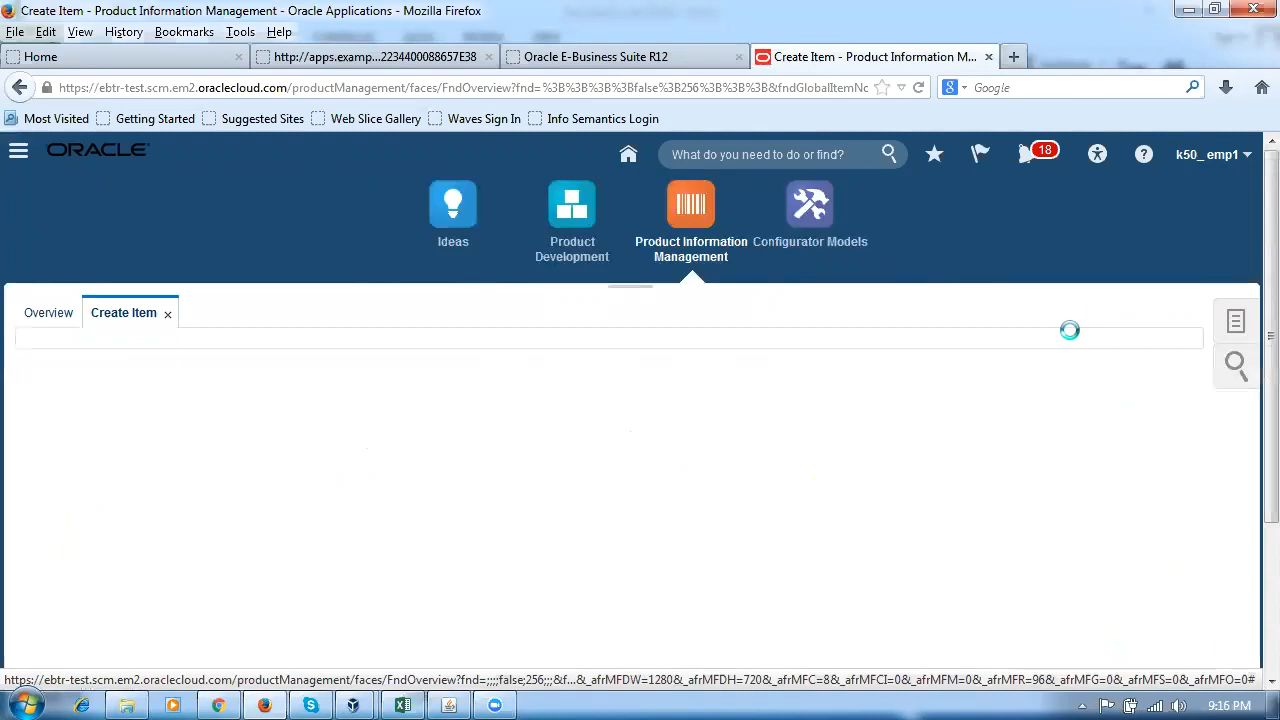 Create Item - Product Information Management - Oracle Applications - Mozilla Firefox
File Edit View History Bookmarks Tools Help
Home http://apps.examp...2234400088657E38 Oracle E-Business Suite R12 Create Item - Product Information M...
https://ebtr-test.scm.em2.oraclecloud.com/productManagement/faces/FndOverview?fnd=%3B%3B%3B%3Bfalse%3B256%3B%3B%3B&fndGlobalItemNo Google
Most Visited Getting Started Suggested Sites Web Slice Gallery Waves Sign In Info Semantics Login
ORACLE What do you need to do or find? 18 k50_emp1
Ideas Product Development Product Information Management Configurator Models
Overview Create Item
https://ebtr-test.scm.em2.oraclecloud.com/productManagement/faces/FndOverview?fnd=;;;;false;256;;;&f...&_afrMFDW=1280&_afrMFDH=720&_afrMFC=8&_afrMFCI=0&_afrMFM=0&_afrMFR=96&_afrMFG=0&_afrMFS=0&_afrMFO=0#
9:16 PM